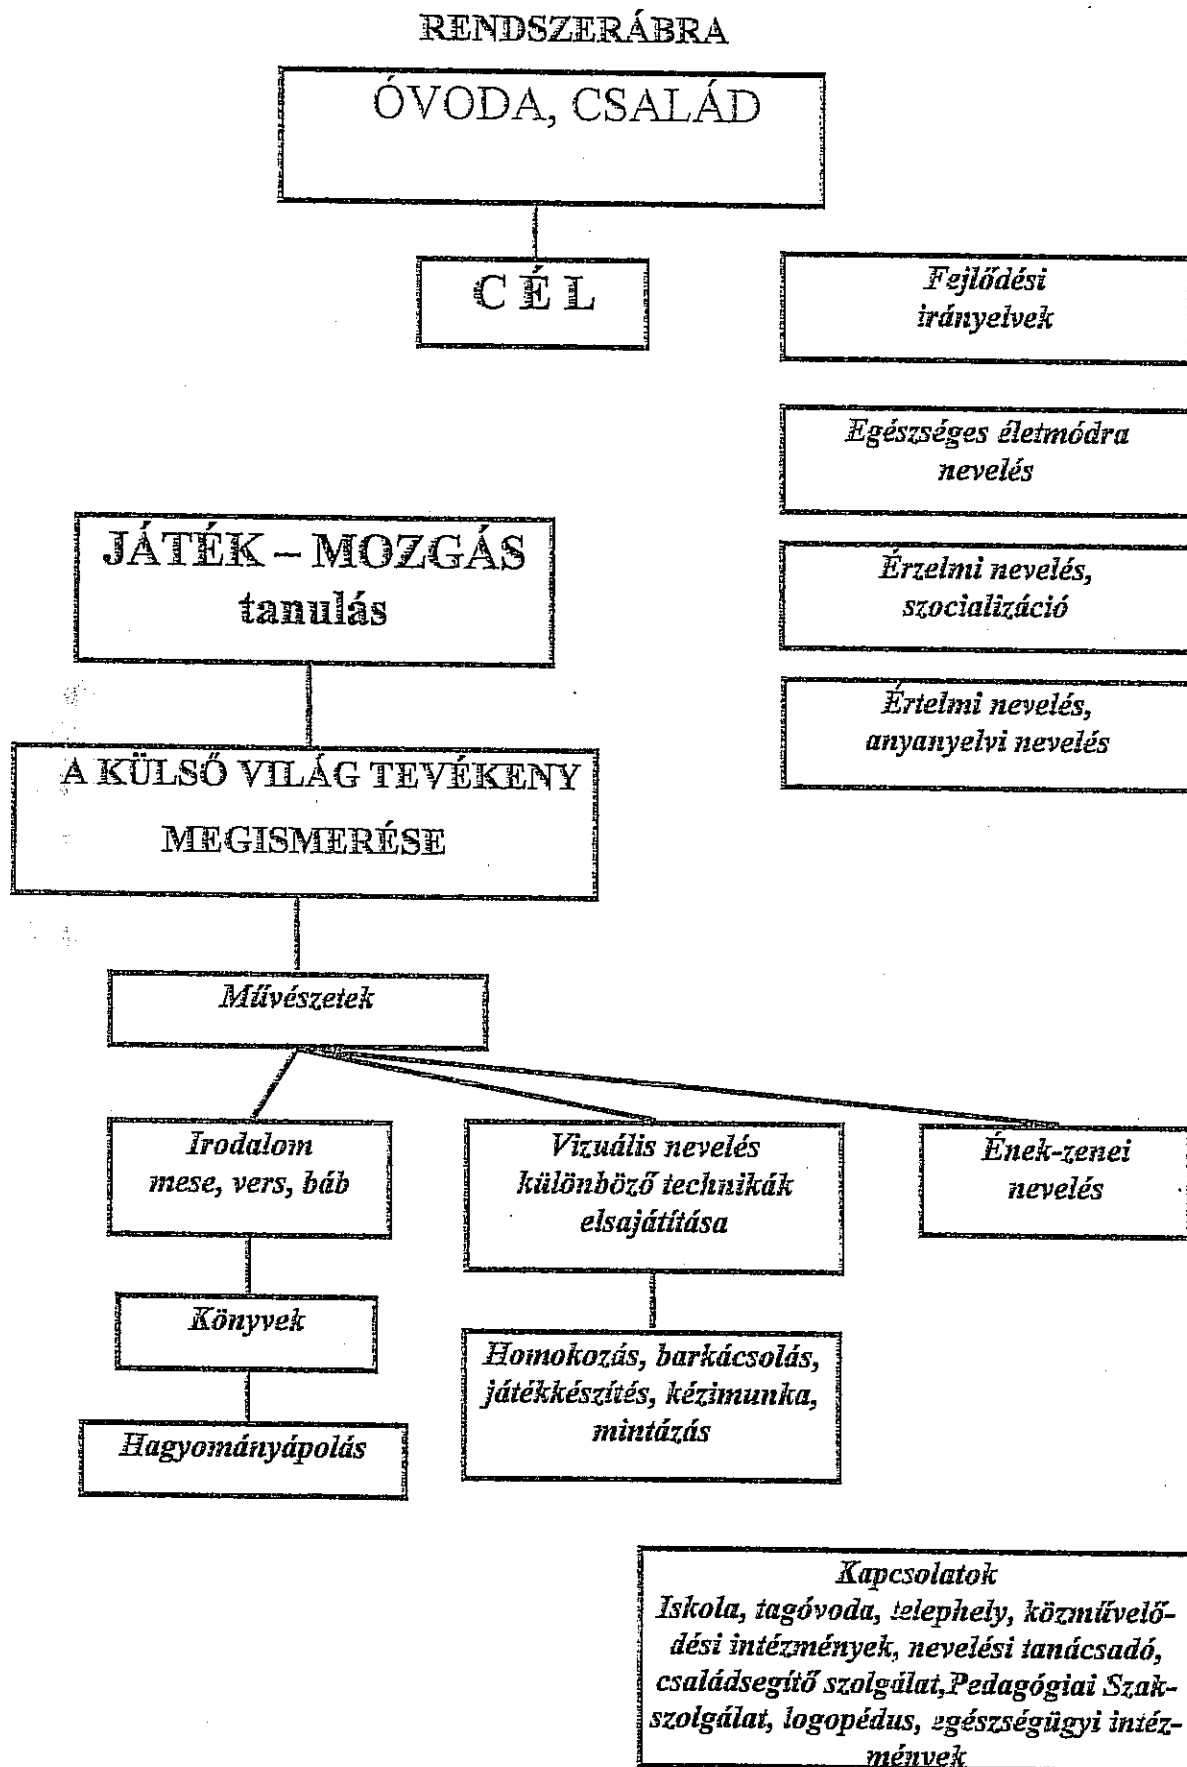 RENDSZERÁBRA
ÓVODA, CSALÁD
C É L
Fejlődési
irányelvek
Egészséges életmódra
nevelés
JÁTÉK – MOZGÁS
tanulás
Érzelmi nevelés,
szocializáció
Értelmi nevelés,
anyanyelvi nevelés
A KÜLSŐ VILÁG TEVÉKENY
MEGISMERÉSE
Művészetek
Irodalom
mese, vers, báb
Vizuális nevelés
különböző technikák
elsajátítása
Ének-zenei
nevelés
Könyvek
Homokozás, barkácsolás,
játékkészítés, kézimunka,
mintázás
Hagyományápolás
Kapcsolatok
Iskola, tagóvoda, telephely, közművelő-
dési intézmények, nevelési tanácsadó,
családsegítő szolgálat,Pedagógiai Szak-
szolgálat, logopédus, egészségügyi intéz-
mények